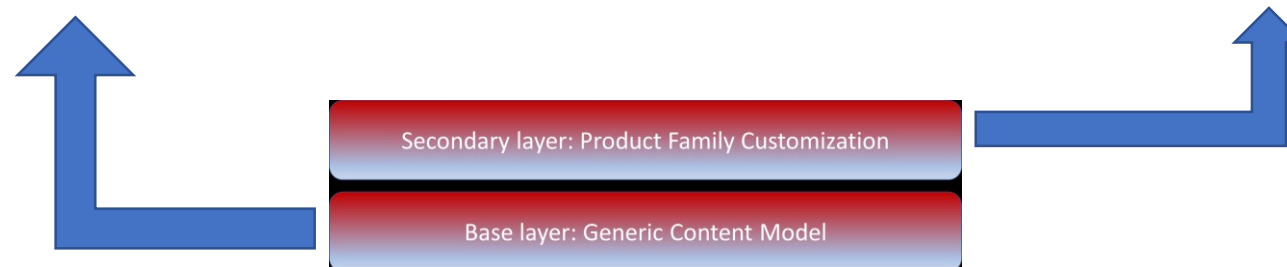 Secondary layer: Product Family Customization
Base layer: Generic Content Model